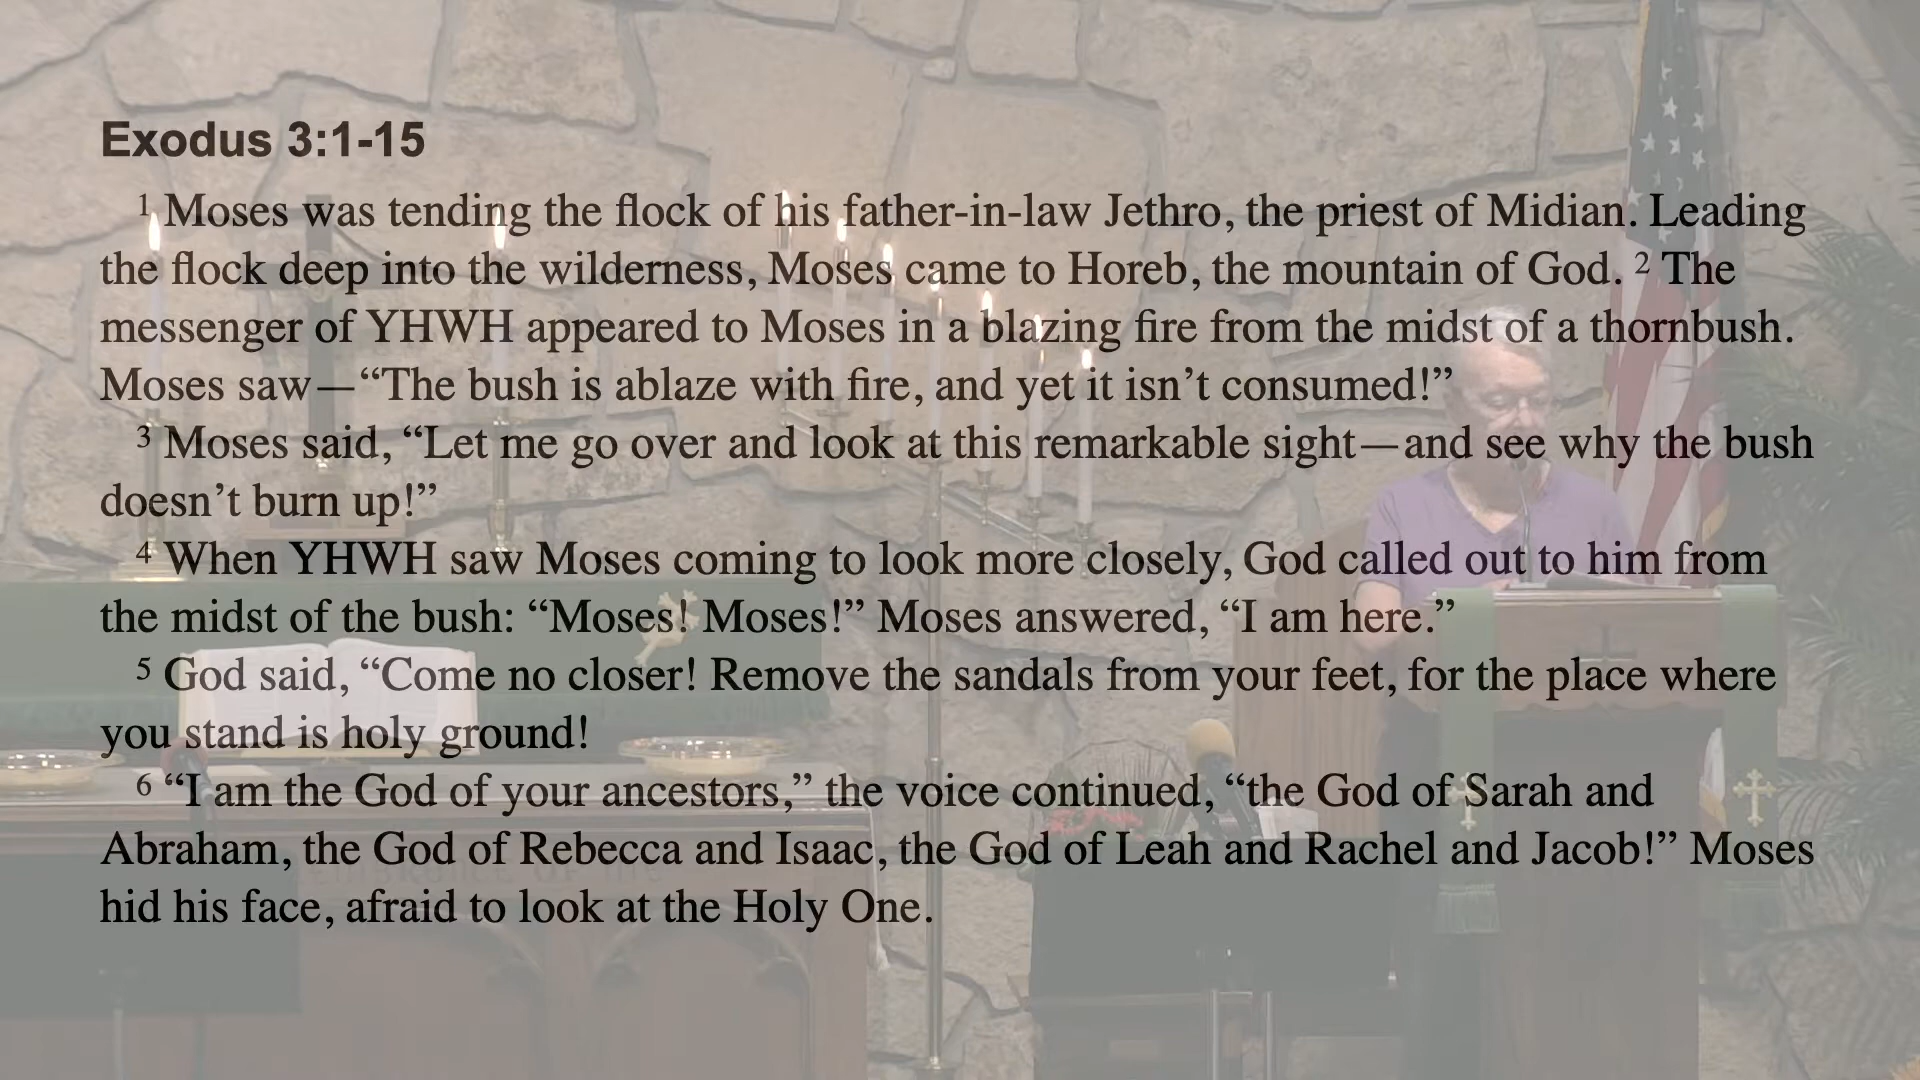 Exodus 3:1-15
1 Moses was tending the flock of his father-in-law Jethro, the priest of Midian. Leading
the flock deep into the wilderness, Moses came to Horeb, the mountain of God. 2 The
messenger of YHWH appeared to Moses in a blazing fire from the midst of a thornbush.
Moses saw—“The bush is ablaze with fire, and yet it isn’t consumed!”
3 Moses said, “Let me go over and look at this remarkable sight—and see why the bush
doesn’t burn up!”
4 When YHWH saw Moses coming to look more closely, God called out to him from
the midst of the bush: “Moses! Moses!” Moses answered, “I am here.”
5 God said, “Come no closer! Remove the sandals from your feet, for the place where
you stand is holy ground!
6 “I am the God of your ancestors,” the voice continued, “the God of Sarah and
Abraham, the God of Rebecca and Isaac, the God of Leah and Rachel and Jacob!” Moses
hid his face, afraid to look at the Holy One.